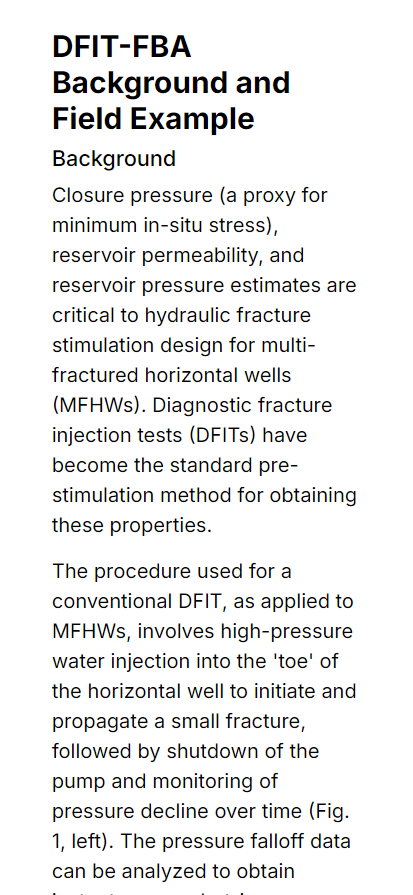 DFIT-FBA
Background and
Field Example
Background
Closure pressure (a proxy for
minimum in-situ stress),
reservoir permeability, and
reservoir pressure estimates are
critical to hydraulic fracture
stimulation design for multi-
fractured horizontal wells
(MFHWs). Diagnostic fracture
injection tests (DFITs) have
become the standard pre-
stimulation method for obtaining
these properties.
The procedure used for a
conventional DFIT, as applied to
MFHWs, involves high-pressure
water injection into the 'toe' of
the horizontal well to initiate and
propagate a small fracture,
followed by shutdown of the
pump and monitoring of
pressure decline over time (Fig.
1, left). The pressure falloff data
can be analyzed to obtain